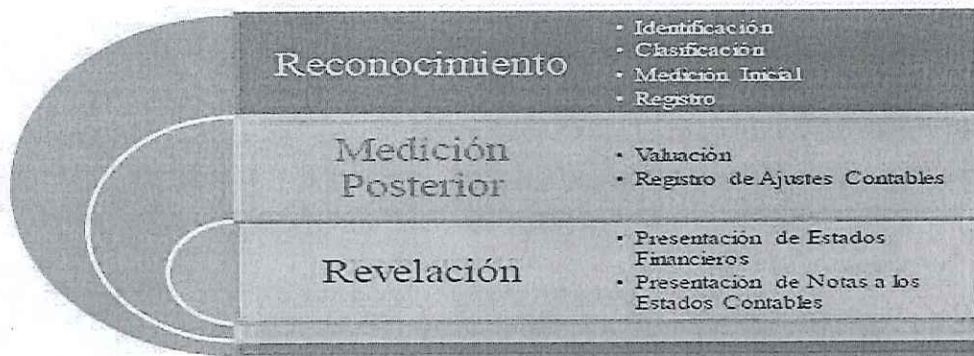 Reconocimiento
• Identificación
• Clasificación
• Medición Inicial
• Registro
Medición
Posterior
• Valuación
• Registro de Ajustes Contables
Revelación
• Presentación de Estados
Financieros
• Presentación de Notas a los
Estados Contables